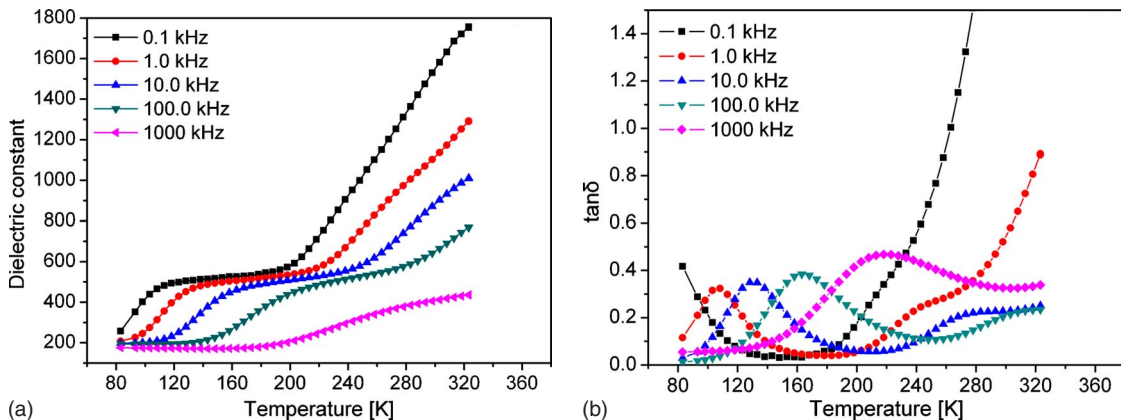 1800
1600
1400
1200
1000
800
600
400
200
Dielectric constant
0.1 kHz
1.0 kHz
10.0 kHz
100.0 kHz
1000 kHz
80 120 160 200 240 280 320 360
Temperature [K]
(a)
1.4
1.2
1.0
0.8
0.6
0.4
0.2
0.0
tanδ
0.1 kHz
1.0 kHz
10.0 kHz
100.0 kHz
1000 kHz
80 120 160 200 240 280 320 360
Temperature [K]
(b)